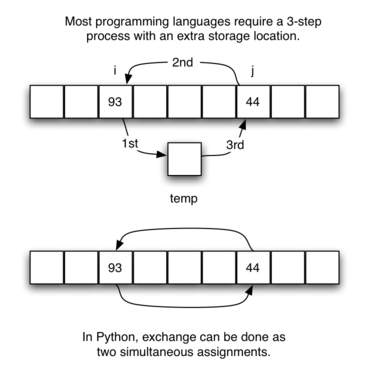 Most programming languages require a 3-step
process with an extra storage location.
2nd
i
j
93
44
1st
3rd
temp
93
44
In Python, exchange can be done as
two simultaneous assignments.